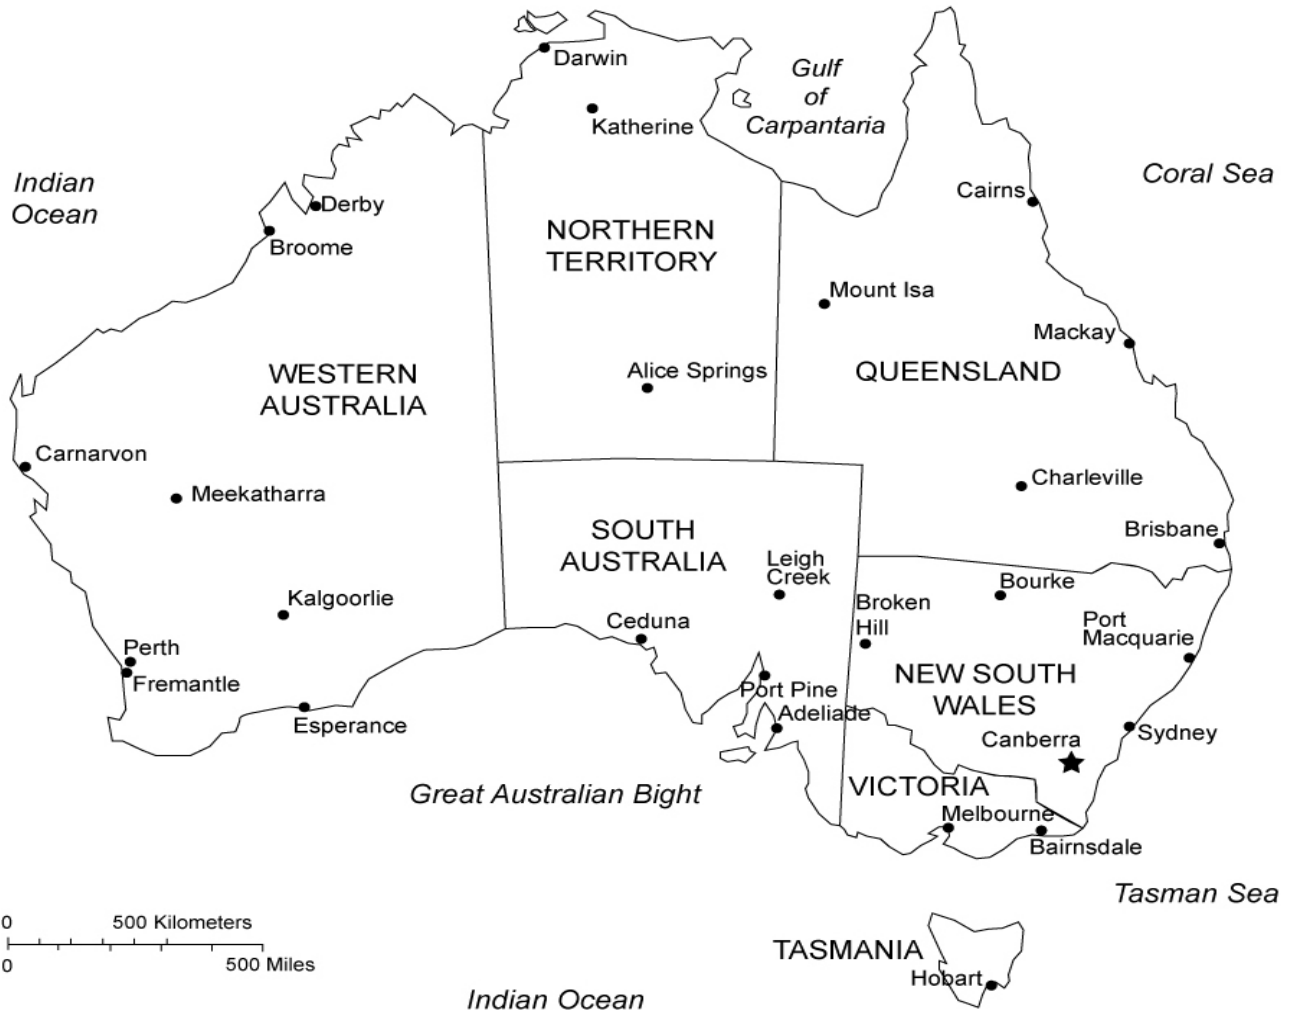 Darwin
Gulf
of
Carpantaria
Katherine
Coral Sea
Indian
Ocean
Derby
Cairns
Broome
NORTHERN
TERRITORY
Mount Isa
Mackay
WESTERN
AUSTRALIA
Alice Springs
QUEENSLAND
Carnarvon
Meekatharra
Charleville
SOUTH
AUSTRALIA
Brisbane
Leigh
Creek
Bourke
Kalgoorlie
Broken
Hill
Ceduna
Port
Macquarie
Perth
Fremantle
NEW SOUTH
WALES
Port Pine
Adeliade
Esperance
Sydney
Canberra
Great Australian Bight
VICTORIA
Melbourne
Bairnsdale
Tasman Sea
0 500 Kilometers
0 500 Miles
TASMANIA
Hobart
Indian Ocean